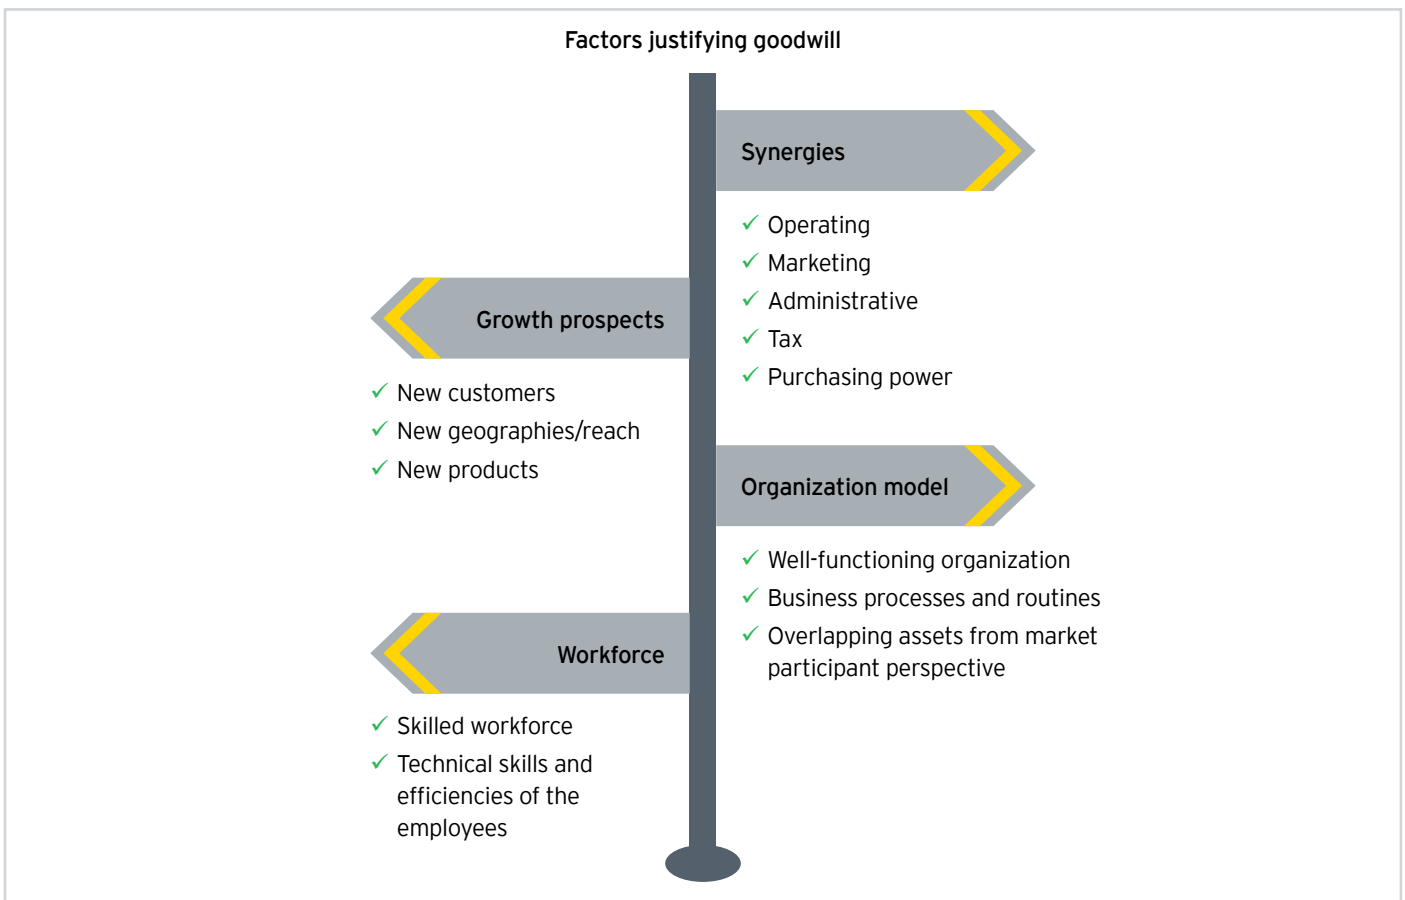 Factors justifying goodwill
Synergies
Operating
Marketing
Administrative
Tax
Purchasing power
Growth prospects
New customers
New geographies/reach
New products
Organization model
Well-functioning organization
Business processes and routines
Overlapping assets from market
participant perspective
Workforce
Skilled workforce
Technical skills and
efficiencies of the
employees